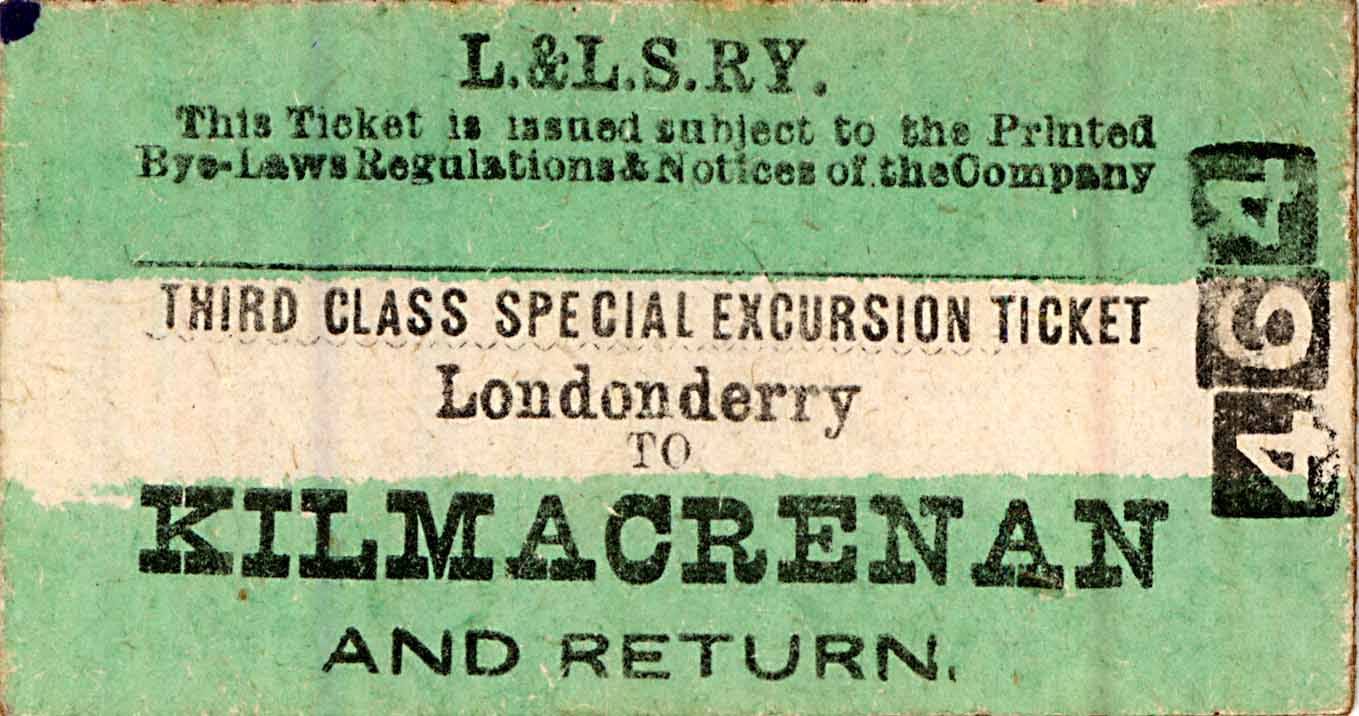 L.&L.S.RY.
This Ticket is issued subject to the Printed
Bye-Laws Regulations & Notices of.the Company
THIRD CLASS SPECIAL EXCURSION TICKET
Londonderry
TO
KILMACRENAN
AND RETURN.
464